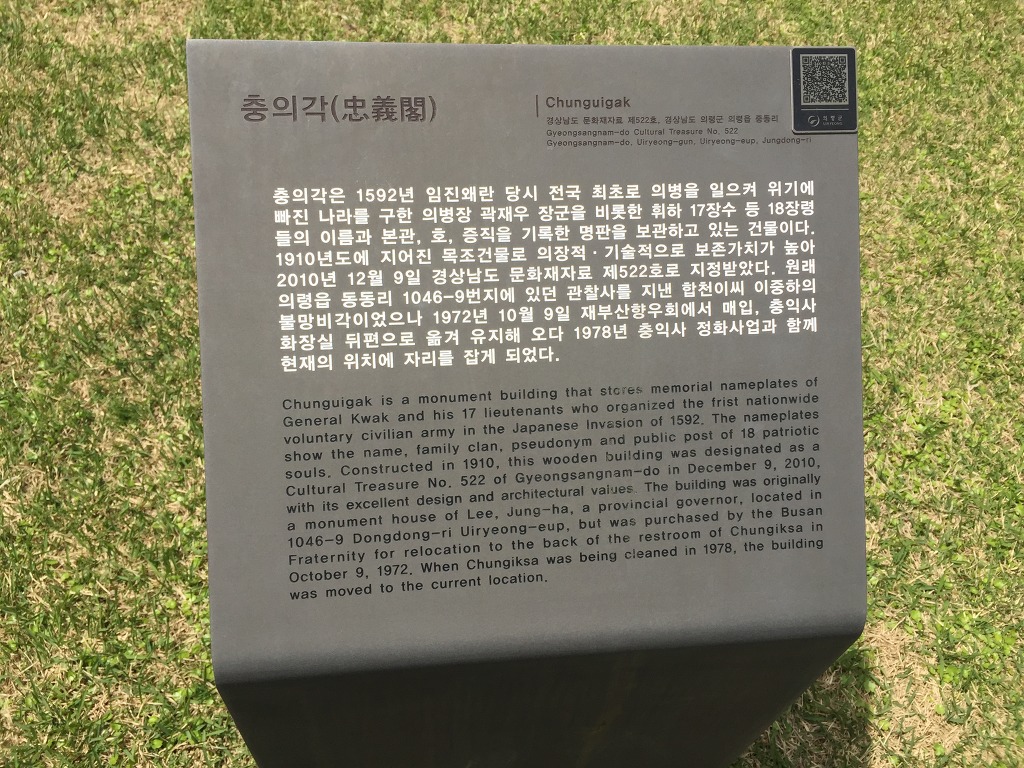 충의각(忠義閣)
Chunguigak
경상남도 문화재자료 제522호, 경상남도 의령군 의령읍 중동리
Gyeongsangnam-do Cultural Treasure No. 522
Gyeongsangnam-do, Uiryeong-gun, Uiryeong-eup, Jungdong-ri
의령군
충의각은 1592년 임진왜란 당시 전국 최초로 의병을 일으켜 위기에
빠진 나라를 구한 의병장 곽재우 장군을 비롯한 휘하 17장수 등 18장령
들의 이름과 본관, 호, 증직을 기록한 명판을 보관하고 있는 건물이다.
1910년도에 지어진 목조건물로 의장적·기술적으로 보존가치가 높아
2010년 12월 9일 경상남도 문화재자료 제522호로 지정받았다. 원래
의령읍 동동리 1046-9번지에 있던 관찰사를 지낸 합천이씨 이중하의
불망비각이었으나 1972년 10월 9일 재부산향우회에서 매입, 충익사
화장실 뒤편으로 옮겨 유지해 오다 1978년 충익사 정화사업과 함께
현재의 위치에 자리를 잡게 되었다.
Chunguigak is a monument building that stores memorial nameplates of
General Kwak and his 17 lieutenants who organized the frist nationwide
voluntary civilian army in the Japanese Invasion of 1592. The nameplates
show the name, family clan, pseudonym and public post of 18 patriotic
souls. Constructed in 1910, this wooden building was designated as a
Cultural Treasure No. 522 of Gyeongsangnam-do in December 9, 2010,
with its excellent design and architectural values. The building was originally
a monument house of Lee, Jung-ha, a provincial governor, located in
1046-9 Dongdong-ri Uiryeong-eup, but was purchased by the Busan
Fraternity for relocation to the back of the restroom of Chungiksa in
October 9, 1972. When Chungiksa was being cleaned in 1978, the building
was moved to the current location.